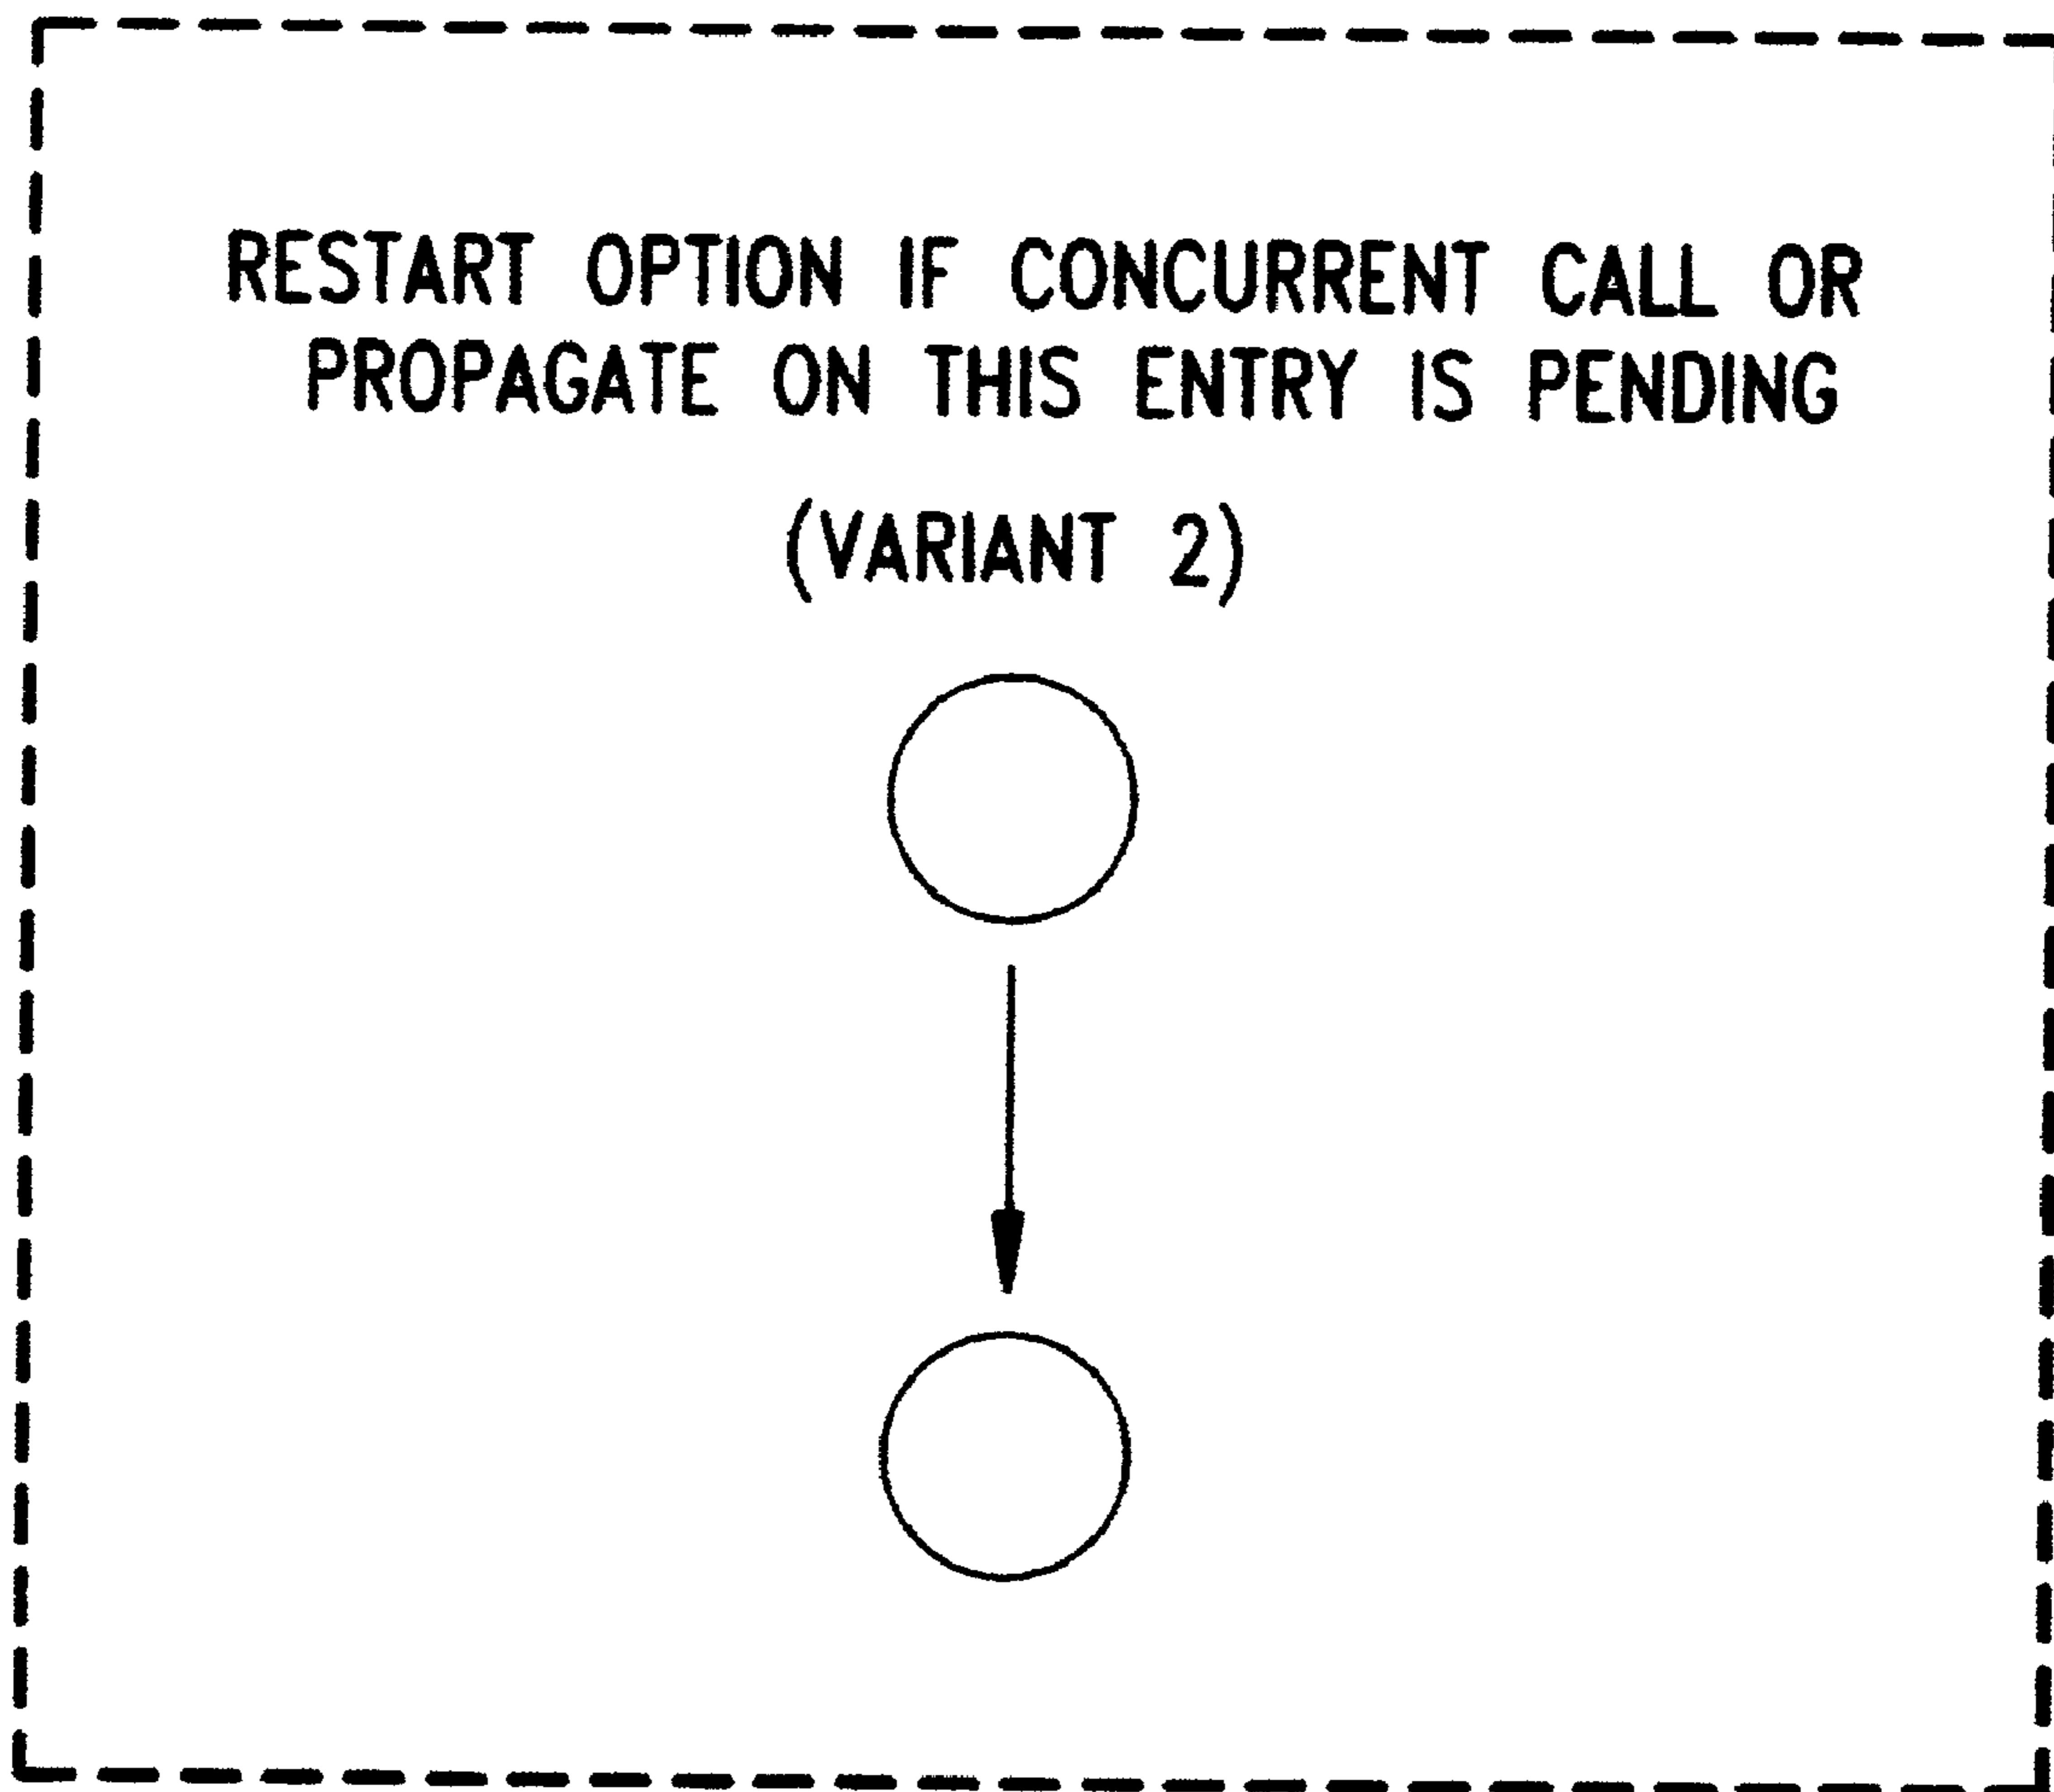 RESTART OPTION IF CONCURRENT CALL OR
PROPAGATE ON THIS ENTRY IS PENDING
(VARIANT 2)